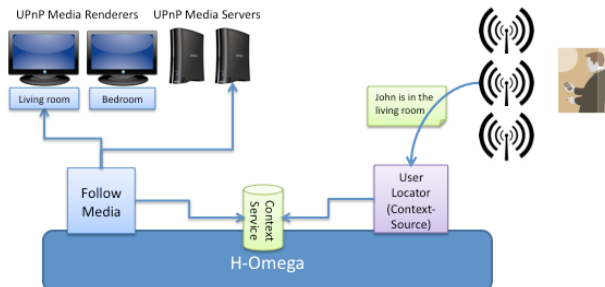 UPnP Media Renderers
UPnP Media Servers
Living room
Bedroom
John is in the
living room
Follow
Media
Context
Service
User
Locator
(Context-
Source)
H-Omega